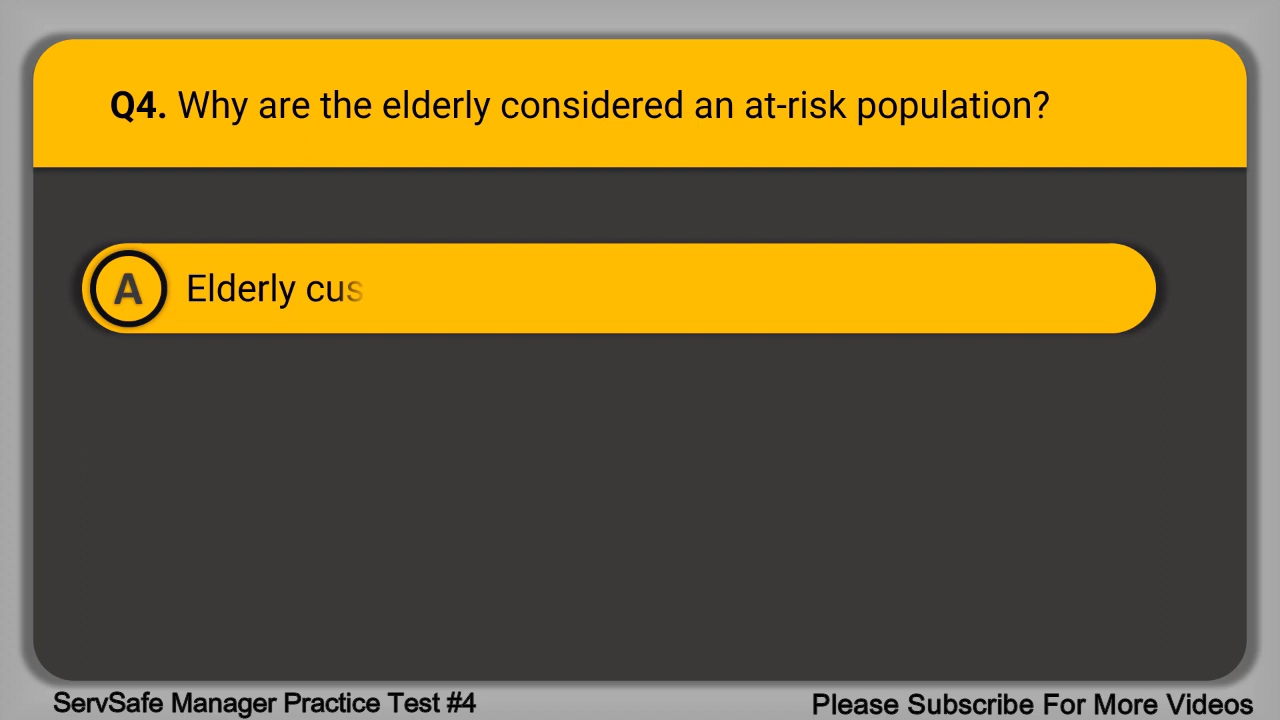 Q4. Why are the elderly considered an at-risk population?
A Elderly cus
ServSafe Manager Practice Test #4
Please Subscribe For More Videos